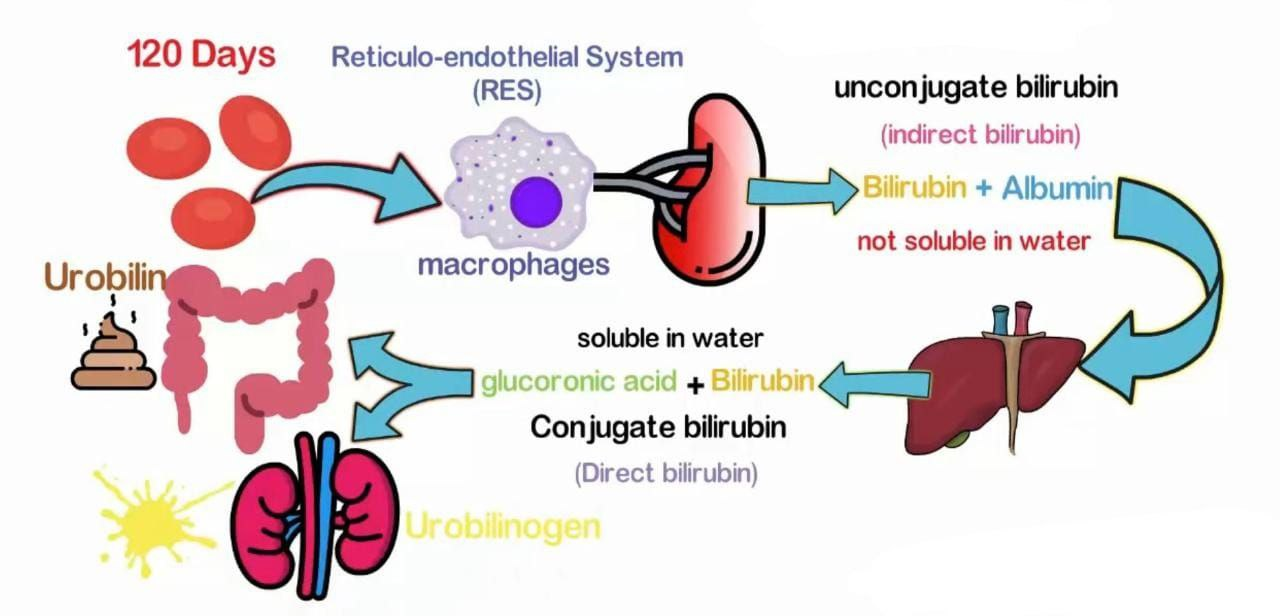 120 Days
Reticulo-endothelial System
(RES)
macrophages
unconjugate bilirubin
(indirect bilirubin)
Bilirubin + Albumin
not soluble in water
soluble in water
glucoronic acid + Bilirubin
Conjugate bilirubin
(Direct bilirubin)
Urobilin
Urobilinogen